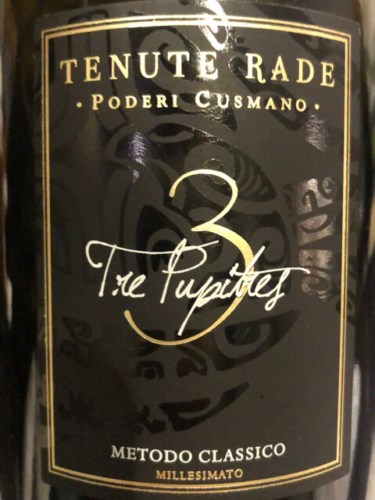 TENUTE RADE
· PODERI CUSMANO ·
3
Tre Pupitres
METODO CLASSICO
MILLESIMATO